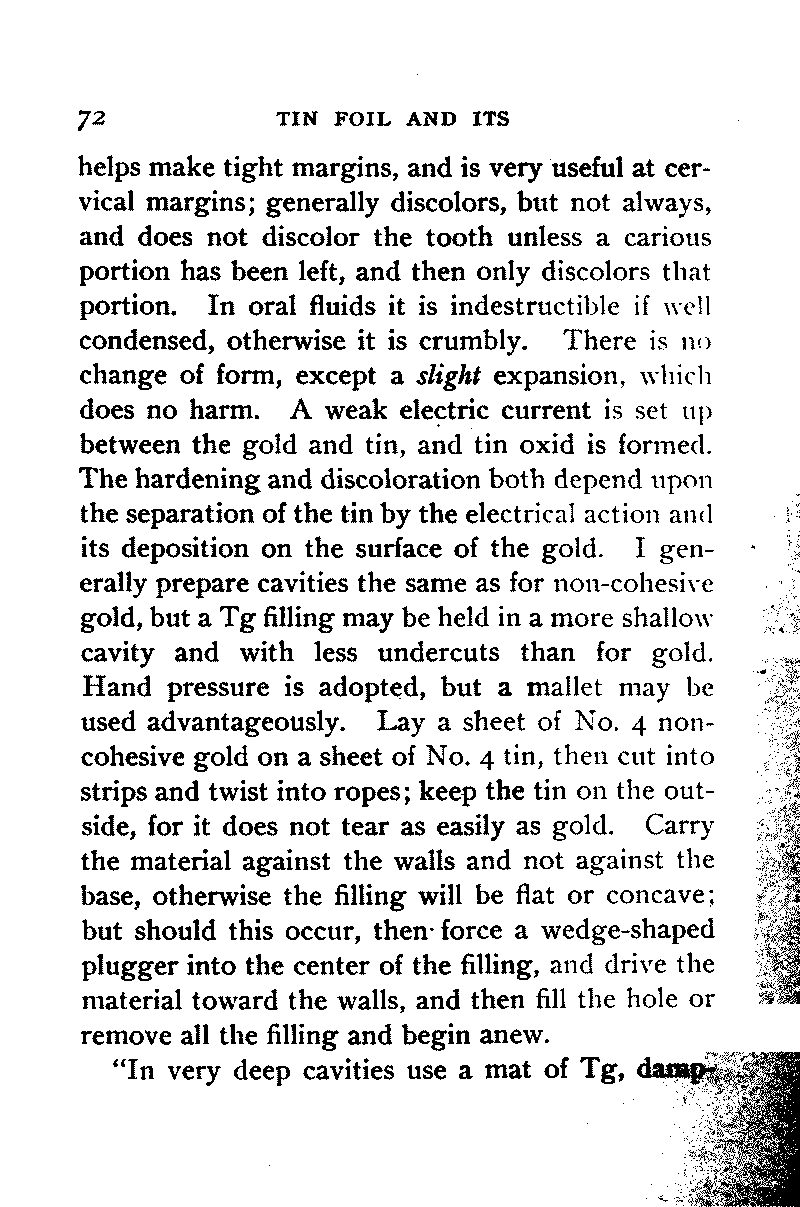 72 TIN FOIL AND ITS
helps make tight margins, and is very useful at cer-
vical margins; generally discolors, but not always,
and does not discolor the tooth unless a carious
portion has been left, and then only discolors that
portion. In oral fluids it is indestructible if well
condensed, otherwise it is crumbly. There is no
change of form, except a slight expansion, which
does no harm. A weak electric current is set up
between the gold and tin, and tin oxid is formed.
The hardening and discoloration both depend upon
the separation of the tin by the electrical action and
its deposition on the surface of the gold. I gen-
erally prepare cavities the same as for non-cohesive
gold, but a Tg filling may be held in a more shallow
cavity and with less undercuts than for gold.
Hand pressure is adopted, but a mallet may be
used advantageously. Lay a sheet of No. 4 non-
cohesive gold on a sheet of No. 4 tin, then cut into
strips and twist into ropes; keep the tin on the out-
side, for it does not tear as easily as gold. Carry
the material against the walls and not against the
base, otherwise the filling will be flat or concave;
but should this occur, then force a wedge-shaped
plugger into the center of the filling, and drive the
material toward the walls, and then fill the hole or
remove all the filling and begin anew.
“In very deep cavities use a mat of Tg, damp-